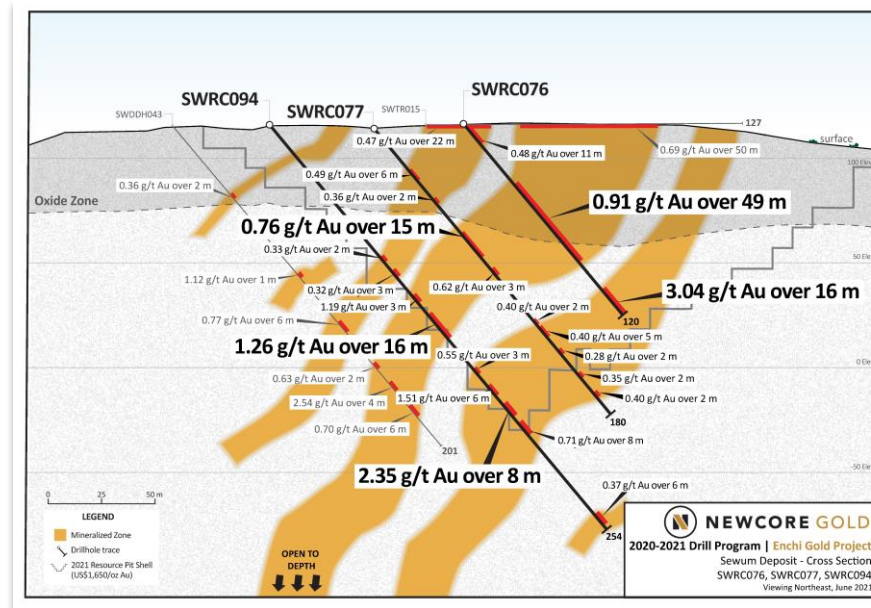 SWRC076
SWRC094
SWRC077
SWTR015
SWDDH043
127
surface
0.47 g/t Au over 22 m
0.48 g/t Au over 11 m
0.69 g/t Au over 50 m
100 Elev
0.49 g/t Au over 6 m
0.36 g/t Au over 2 m
0.36 g/t Au over 2 m
Oxide Zone
0.91 g/t Au over 49 m
0.76 g/t Au over 15 m
0.33 g/t Au over 2 m
50 Elev
1.12 g/t Au over 1 m
0.32 g/t Au over 3 m
0.62 g/t Au over 3 m
3.04 g/t Au over 16 m
1.19 g/t Au over 3 m
0.40 g/t Au over 2 m
120
0.77 g/t Au over 6 m
0.40 g/t Au over 5 m
1.26 g/t Au over 16 m
0.28 g/t Au over 2 m
0.55 g/t Au over 3 m
0 Elev
0.63 g/t Au over 2 m
0.35 g/t Au over 2 m
2.54 g/t Au over 4 m
1.51 g/t Au over 6 m
0.40 g/t Au over 2 m
180
0.70 g/t Au over 6 m
0.71 g/t Au over 8 m
201
2.35 g/t Au over 8 m
-50 Elev
0.37 g/t Au over 6 m
254
0 25 50 m
LEGEND
Mineralized Zone
Drillhole trace
2021 Resource Pit Shell
(US$1,650/oz Au)
OPEN TO
DEPTH
NEWCORE GOLD
2020-2021 Drill Program | Enchi Gold Project
Sewum Deposit - Cross Section
SWRC076, SWRC077, SWRC094
Viewing Northeast, June 2021